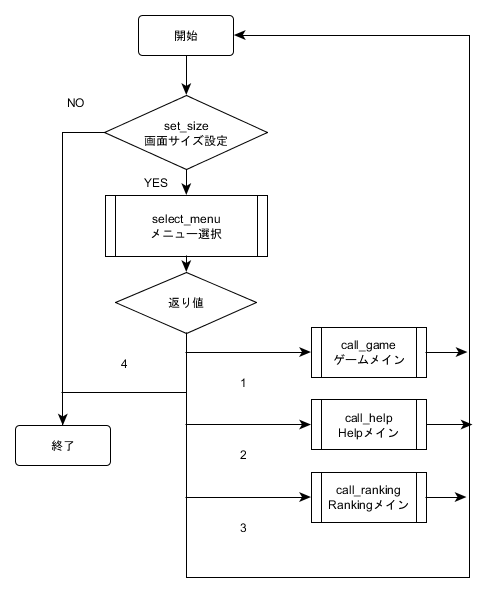 開始
NO
set_size
画面サイズ設定
YES
select_menu
メニュー選択
返り値
call_game
ゲームメイン
4
1
call_help
Helpメイン
終了
2
call_ranking
Rankingメイン
3